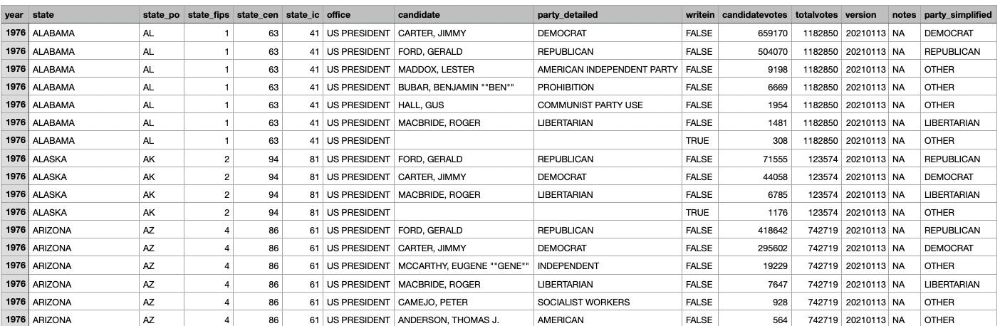 year state state_po state_fips state_cen state_ic office candidate party_detailed writein candidatevotes totalvotes version notes party_simplified
1976 ALABAMA AL 1 63 41 US PRESIDENT CARTER, JIMMY DEMOCRAT FALSE 659170 1182850 20210113 NA DEMOCRAT
1976 ALABAMA AL 1 63 41 US PRESIDENT FORD, GERALD REPUBLICAN FALSE 504070 1182850 20210113 NA REPUBLICAN
1976 ALABAMA AL 1 63 41 US PRESIDENT MADDOX, LESTER AMERICAN INDEPENDENT PARTY FALSE 9198 1182850 20210113 NA OTHER
1976 ALABAMA AL 1 63 41 US PRESIDENT BUBAR, BENJAMIN ""BEN"" PROHIBITION FALSE 6669 1182850 20210113 NA OTHER
1976 ALABAMA AL 1 63 41 US PRESIDENT HALL, GUS COMMUNIST PARTY USE FALSE 1954 1182850 20210113 NA OTHER
1976 ALABAMA AL 1 63 41 US PRESIDENT MACBRIDE, ROGER LIBERTARIAN FALSE 1481 1182850 20210113 NA LIBERTARIAN
1976 ALABAMA AL 1 63 41 US PRESIDENT TRUE 308 1182850 20210113 NA OTHER
1976 ALASKA AK 2 94 81 US PRESIDENT FORD, GERALD REPUBLICAN FALSE 71555 123574 20210113 NA REPUBLICAN
1976 ALASKA AK 2 94 81 US PRESIDENT CARTER, JIMMY DEMOCRAT FALSE 44058 123574 20210113 NA DEMOCRAT
1976 ALASKA AK 2 94 81 US PRESIDENT MACBRIDE, ROGER LIBERTARIAN FALSE 6785 123574 20210113 NA LIBERTARIAN
1976 ALASKA AK 2 94 81 US PRESIDENT TRUE 1176 123574 20210113 NA OTHER
1976 ARIZONA AZ 4 86 61 US PRESIDENT FORD, GERALD REPUBLICAN FALSE 418642 742719 20210113 NA REPUBLICAN
1976 ARIZONA AZ 4 86 61 US PRESIDENT CARTER, JIMMY DEMOCRAT FALSE 295602 742719 20210113 NA DEMOCRAT
1976 ARIZONA AZ 4 86 61 US PRESIDENT MCCARTHY, EUGENE ""GENE"" INDEPENDENT FALSE 19229 742719 20210113 NA OTHER
1976 ARIZONA AZ 4 86 61 US PRESIDENT MACBRIDE, ROGER LIBERTARIAN FALSE 7647 742719 20210113 NA LIBERTARIAN
1976 ARIZONA AZ 4 86 61 US PRESIDENT CAMEJO, PETER SOCIALIST WORKERS FALSE 928 742719 20210113 NA OTHER
1976 ARIZONA AZ 4 86 61 US PRESIDENT ANDERSON, THOMAS J. AMERICAN FALSE 564 742719 20210113 NA OTHER